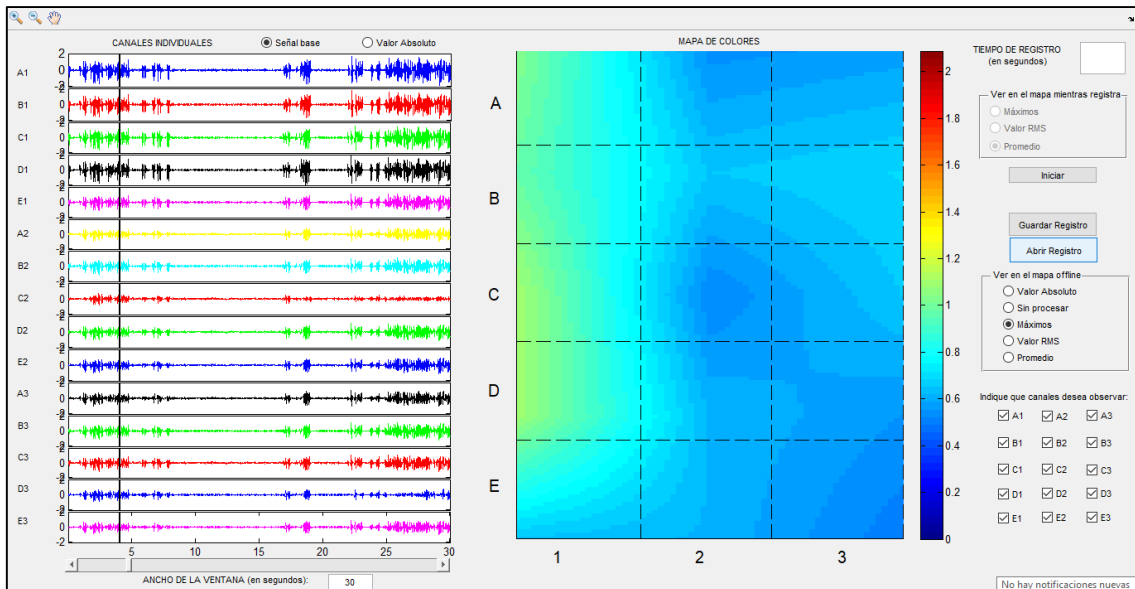 CANALES INDIVIDUALES
Señal base
Valor Absoluto
A1
B1
C1
D1
E1
A2
B2
C2
D2
E2
A3
B3
C3
D3
E3
2
0
-2
5
10
15
20
25
30
ANCHO DE LA VENTANA (en segundos):
30
MAPA DE COLORES
A
B
C
D
E
1
2
3
2
1.8
1.6
1.4
1.2
1
0.8
0.6
0.4
0.2
0
TIEMPO DE REGISTRO
(en segundos)
Ver en el mapa mientras registra
Máximos
Valor RMS
Promedio
Iniciar
Guardar Registro
Abrir Registro
Ver en el mapa offline
Valor Absoluto
Sin procesar
Máximos
Valor RMS
Promedio
Indique que canales desea observar:
A1 A2 A3
B1 B2 B3
C1 C2 C3
D1 D2 D3
E1 E2 E3
No hay notificaciones nuevas